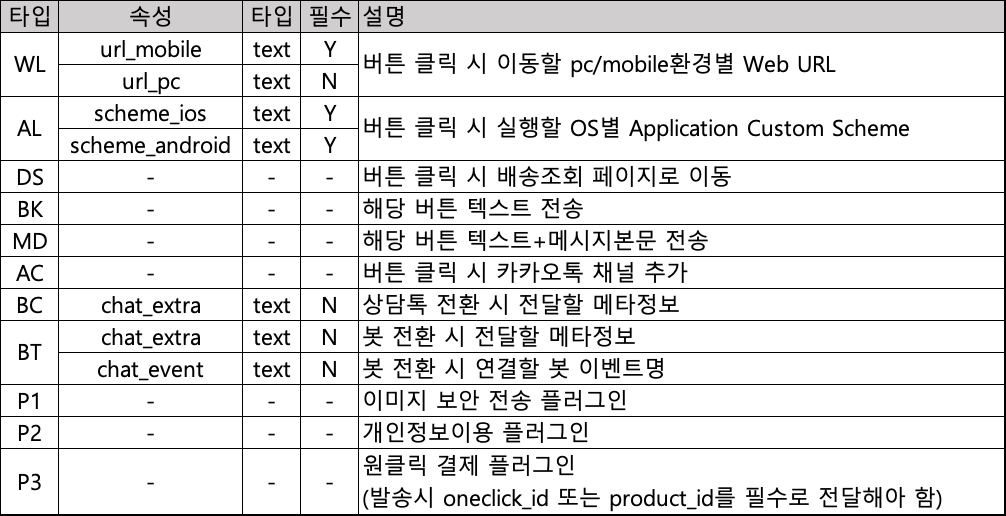 타입 속성 타입 필수 설명
WL url_mobile text Y 버튼 클릭 시 이동할 pc/mobile환경별 Web URL
url_pc text N
AL scheme_ios text Y 버튼 클릭 시 실행할 OS별 Application Custom Scheme
scheme_android text Y
DS - - - 버튼 클릭 시 배송조회 페이지로 이동
BK - - - 해당 버튼 텍스트 전송
MD - - - 해당 버튼 텍스트+메시지본문 전송
AC - - - 버튼 클릭 시 카카오톡 채널 추가
BC chat_extra text N 상담톡 전환 시 전달할 메타정보
BT chat_extra text N 봇 전환 시 전달할 메타정보
chat_event text N 봇 전환 시 연결할 봇 이벤트명
P1 - - - 이미지 보안 전송 플러그인
P2 - - - 개인정보이용 플러그인
P3 - - - 원클릭 결제 플러그인
(발송시 oneclick_id 또는 product_id를 필수로 전달해아 함)